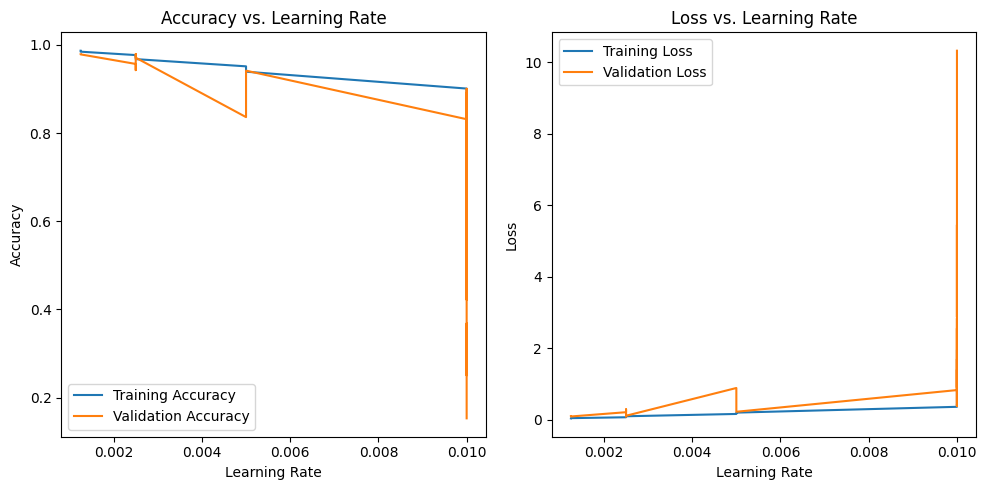 Accuracy vs. Learning Rate
Accuracy
1.0
0.8
0.6
0.4
0.2
Training Accuracy
Validation Accuracy
0.002
0.004
0.006
0.008
0.010
Learning Rate
Loss vs. Learning Rate
Training Loss
Validation Loss
Loss
10
8
6
4
2
0
0.002
0.004
0.006
0.008
0.010
Learning Rate